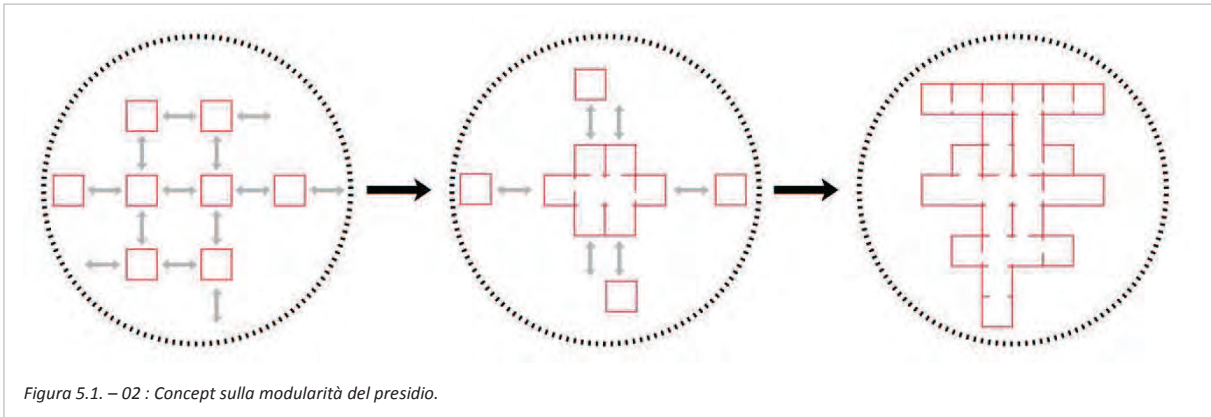 Figura 5.1. – 02 : Concept sulla modularità del presidio.